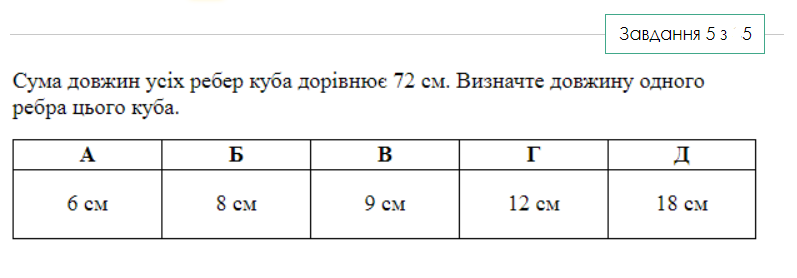 Завдання 5 з 5
Сума довжин усіх ребер куба дорівнює 72 см. Визначте довжину одного
ребра цього куба.
А Б В Г Д
6 см 8 см 9 см 12 см 18 см